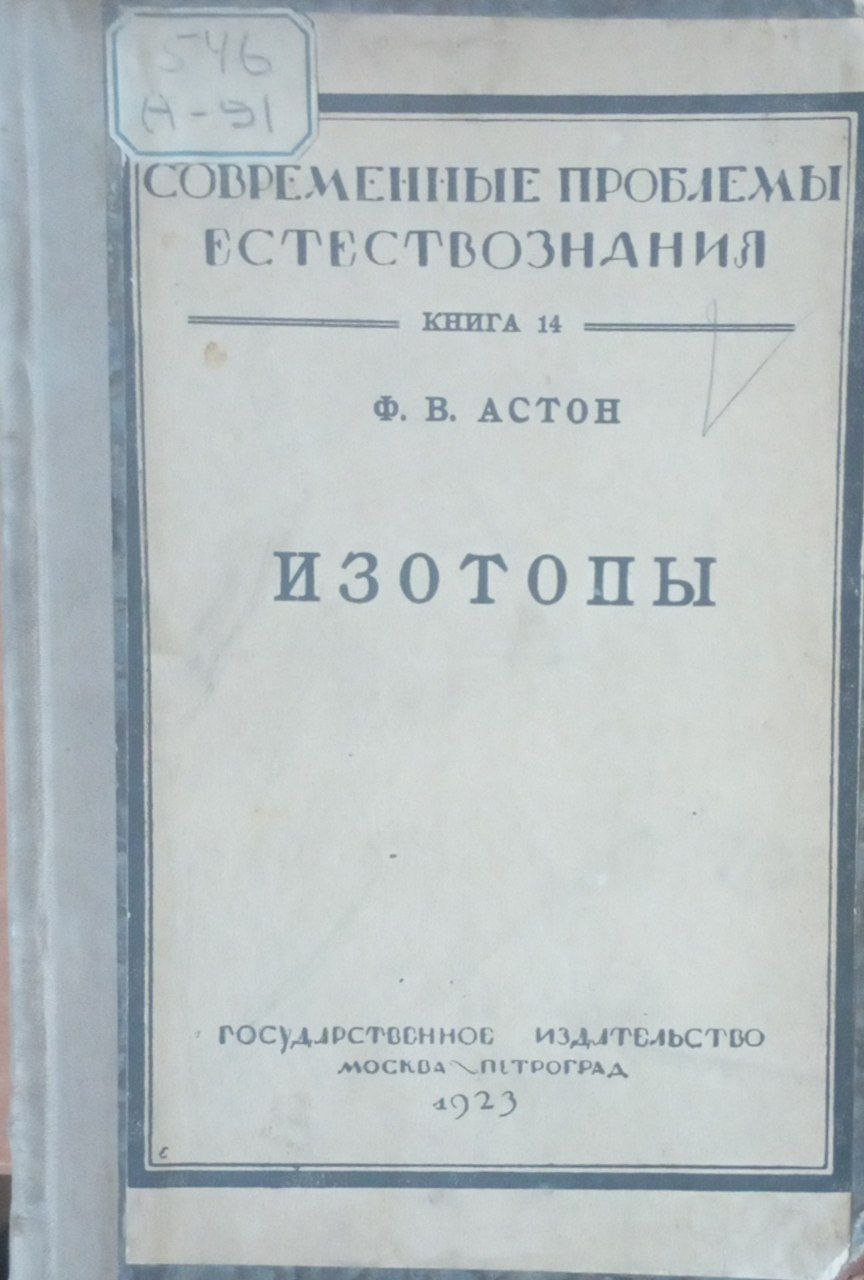 546
А-91
СОВРЕМЕННЫЕ ПРОБЛЕМЫ
ЕСТЕСТВОЗНАНИЯ
КНИГА 14
Ф. В. АСТОН
ИЗОТОПЫ
ГОСУДАРСТВЕННОЕ ИЗДАТЕЛЬСТВО
МОСКВА~ПЕТРОГРАД
1923